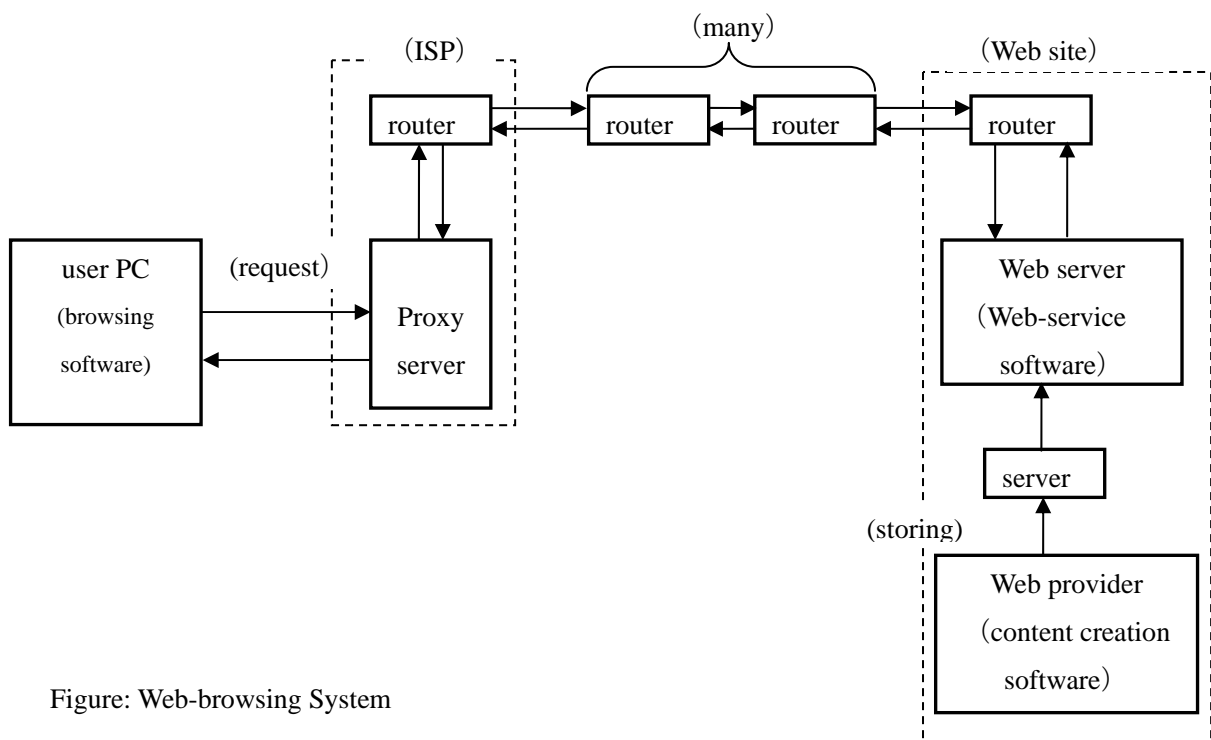 （many）
（ISP）
（Web site）
router
router
router
router
user PC
(browsing
software)
(request）
Proxy
server
Web server
（Web-service
software）
server
(storing)
Web provider
（content creation
software）
Figure: Web-browsing System